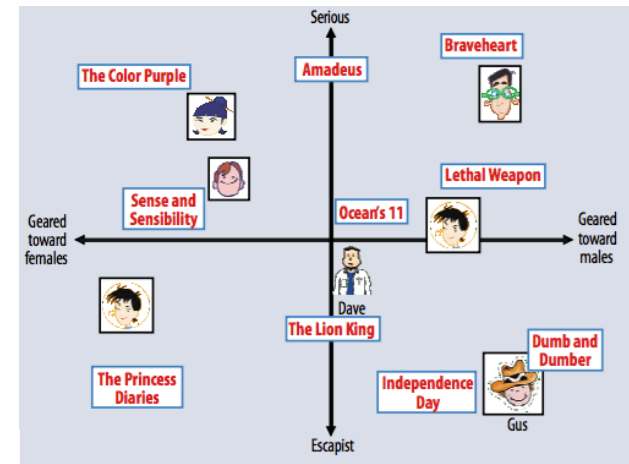 Serious
Braveheart
The Color Purple
Amadeus
Lethal Weapon
Sense and
Sensibility
Ocean's 11
Geared
toward
females
Geared
toward
males
Dave
The Lion King
Dumb and
Dumber
The Princess
Diaries
Independence
Day
Gus
Escapist